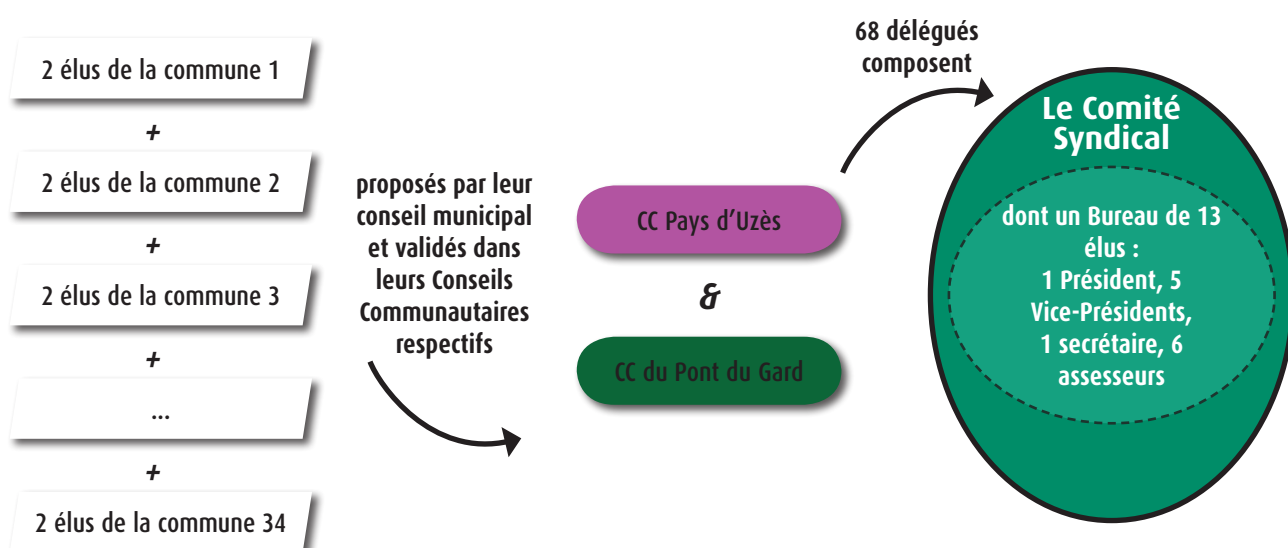 2 élus de la commune 1
+
2 élus de la commune 2
+
2 élus de la commune 3
+
...
+
2 élus de la commune 34
proposés par leur
conseil municipal
et validés dans
leurs Conseils
Communautaires
respectifs
CC Pays d'Uzès
&
CC du Pont du Gard
68 délégués
composent
Le Comité
Syndical
dont un Bureau de 13
élus :
1 Président, 5
Vice-Présidents,
1 secrétaire, 6
assesseurs